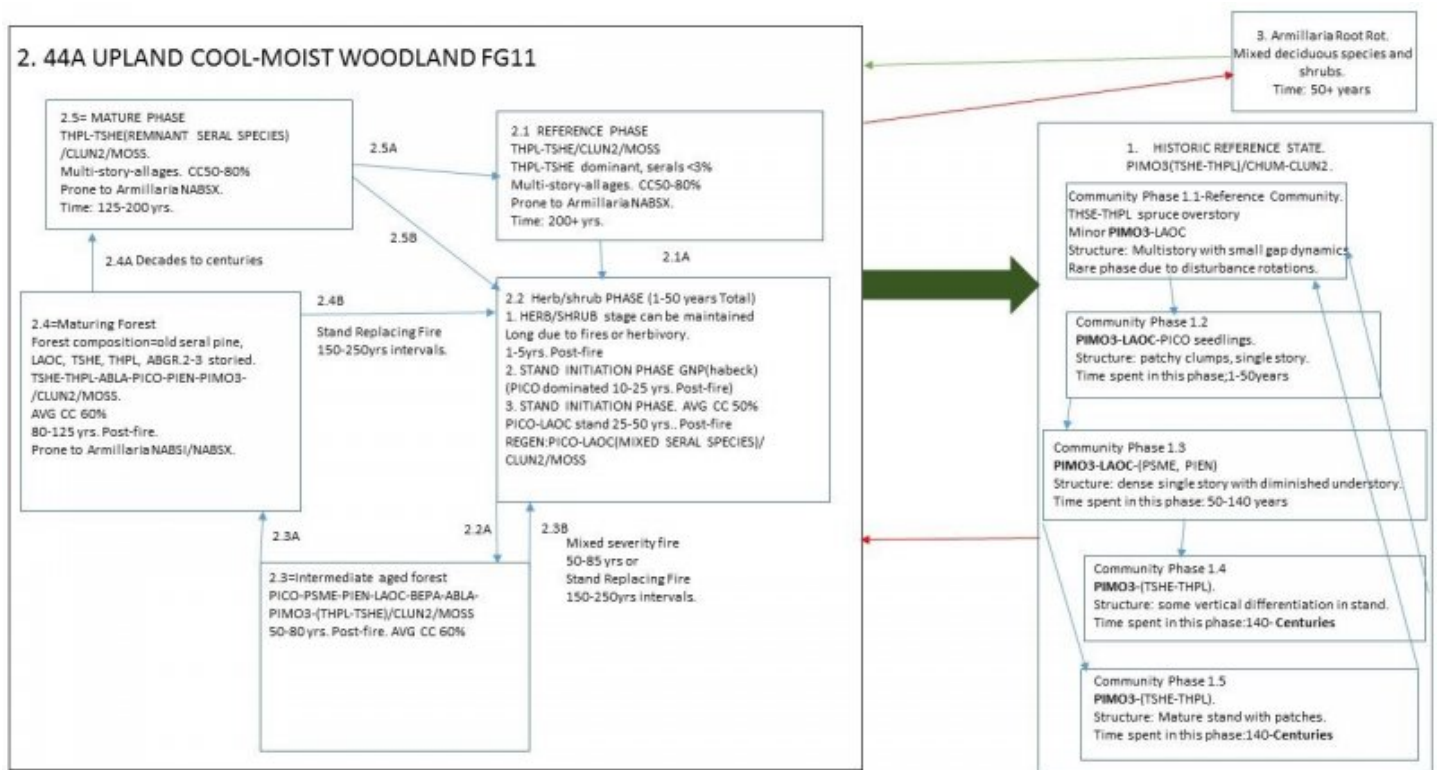 2. 44A UPLAND COOL-MOIST WOODLAND FG11
2.5= MATURE PHASE
THPL-TSHE(REMNANT SERAL SPECIES)
/CLUN2/MOSS.
Multi-story-allages. CC50-80%
Prone to Armillaria NABSX.
Time: 125-200 yrs.
2.5A
2.5B
2.1 REFERENCE PHASE
THPL-TSHE/CLUN2/MOSS
THPL-TSHE dominant, serals <3%
Multi-story-allages. CC50-80%
Prone to Armillaria NABSX.
Time: 200+ yrs.
2.1A
2.4A Decades to centuries
2.4=Maturing Forest
Forest composition=old seral pine,
LAOC, TSHE, THPL, ABGR.2-3 storied.
TSHE-THPL-ABLA-PICO-PIEN-PIMO3-
/CLUN2/MOSS.
AVG CC 60%
80-125 yrs. Post-fire.
Prone to Armillaria NABSI/NABSX.
2.4B
Stand Replacing Fire
150-250yrs intervals.
2.2 Herb/shrub PHASE (1-50 years Total)
1. HERB/SHRUB stage can be maintained
Long due to fires or herbivory.
1-5yrs. Post-fire
2. STAND INITIATION PHASE GNP(habeck)
(PICO dominated 10-25 yrs. Post-fire)
3. STAND INITIATION PHASE. AVG CC 50%
PICO-LAOC stand 25-50 yrs.. Post-fire
REGEN:PICO-LAOC(MIXED SERAL SPECIES)/
CLUN2/MOSS
2.3A
2.2A
2.3B
Mixed severity fire
50-85 yrs or
Stand Replacing Fire
150-250yrs intervals.
2.3=Intermediate aged forest
PICO-PSME-PIEN-LAOC-BEPA-ABLA-
PIMO3-(THPL-TSHE)/CLUN2/MOSS
50-80 yrs. Post-fire. AVG CC 60%
3. Armillaria Root Rot.
Mixed deciduous species and
shrubs.
Time: 50+ years
1. HISTORIC REFERENCE STATE.
PIMO3(TSHE-THPL)/CHUM-CLUN2.
Community Phase 1.1-Reference Community.
THSE-THPL spruce overstory
Minor PIMO3-LAOC
Structure: Multistory with small gap dynamics
Rare phase due to disturbance rotations.
Community Phase 1.2
PIMO3-LAOC-PICO seedlings.
Structure: patchy clumps, single story.
Time spent in this phase;1-50years
Community Phase 1.3
PIMO3-LAOC-(PSME, PIEN)
Structure: dense single story with diminished understory.
Time spent in this phase: 50-140 years
Community Phase 1.4
PIMO3-(TSHE-THPL).
Structure: some vertical differentiation in stand.
Time spent in this phase:140- Centuries
Community Phase 1.5
PIMO3-(TSHE-THPL).
Structure: Mature stand with patches.
Time spent in this phase:140-Centuries